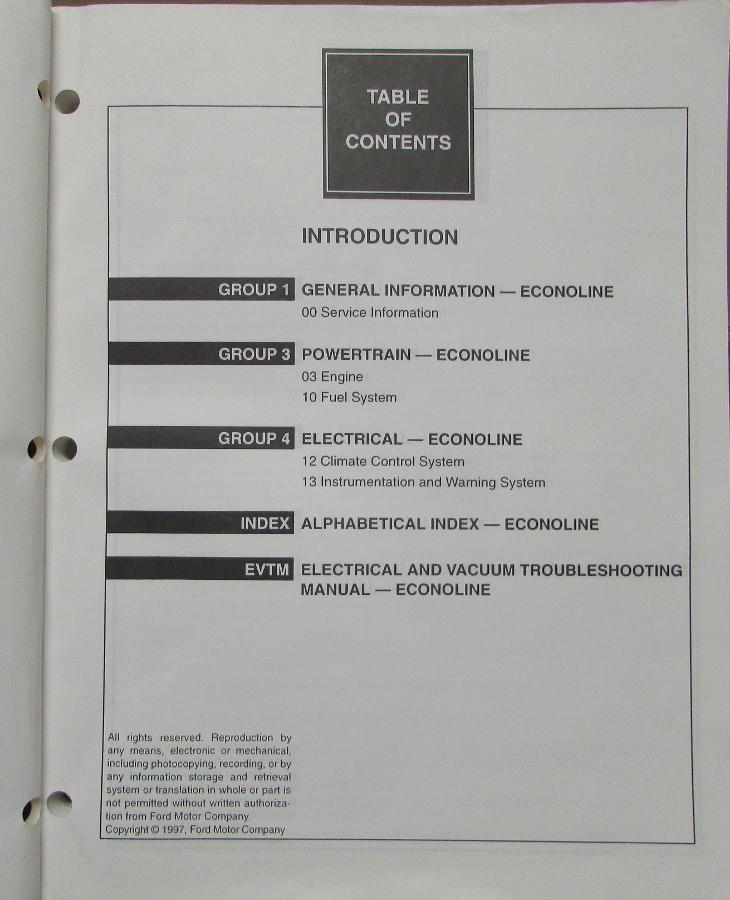 TABLE
OF
CONTENTS
INTRODUCTION
GROUP 1 GENERAL INFORMATION — ECONOLINE
00 Service Information
GROUP 3 POWERTRAIN — ECONOLINE
03 Engine
10 Fuel System
GROUP 4 ELECTRICAL — ECONOLINE
12 Climate Control System
13 Instrumentation and Warning System
INDEX ALPHABETICAL INDEX — ECONOLINE
EVTM ELECTRICAL AND VACUUM TROUBLESHOOTING
MANUAL — ECONOLINE
All rights reserved. Reproduction by
any means, electronic or mechanical,
including photocopying, recording, or by
any information storage and retrieval
system or translation in whole or part is
not permitted without written authoriza-
tion from Ford Motor Company.
Copyright © 1997, Ford Motor Company